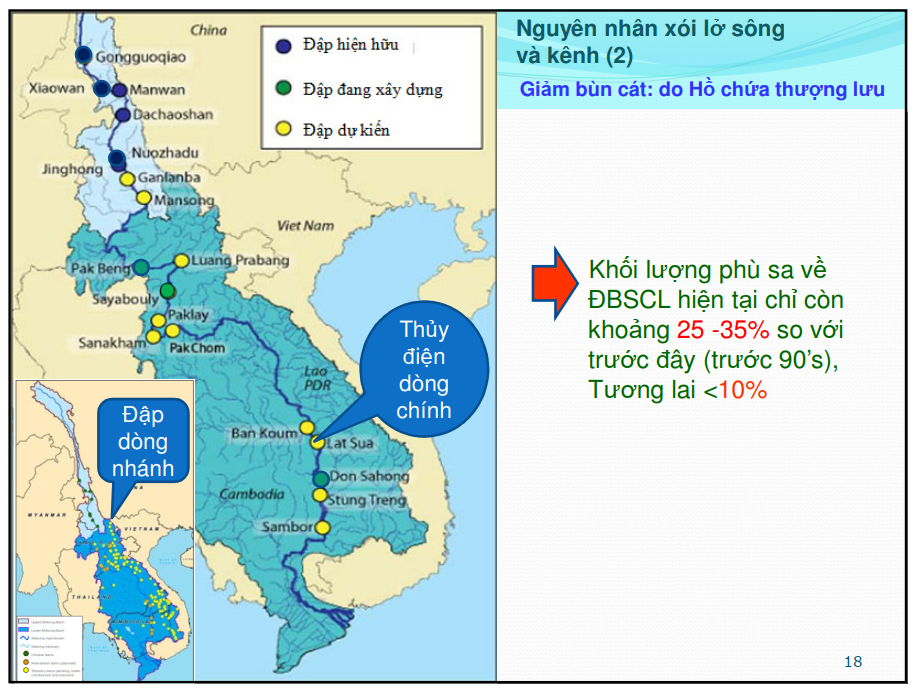 Nguyên nhân xói lở sông
và kênh (2)
Giảm bùn cát: do Hồ chứa thượng lưu
China
Đập hiện hữu
Đập đang xây dựng
Đập dự kiến
Gongguoqiao
Xiaowan
Manwan
Dachaoshan
Nuozhadu
Jinghong
Ganlanba
Mansong
Viet Nam
Pak Beng
Luang Prabang
Sayabouly
Paklay
Sanakham
PakChom
Lao
PDR
Thủy
điện
dòng
chính
Ban Koum
Lat Sua
Don Sahong
Cambodia
Stung Treng
Sambor
Đập
dòng
nhánh
MYANMAR
VIETNAM
THAILAND
Khối lượng phù sa về
ĐBSCL hiện tại chỉ còn
khoảng 25 -35% so với
trước đây (trước 90's),
Tương lai <10%
18